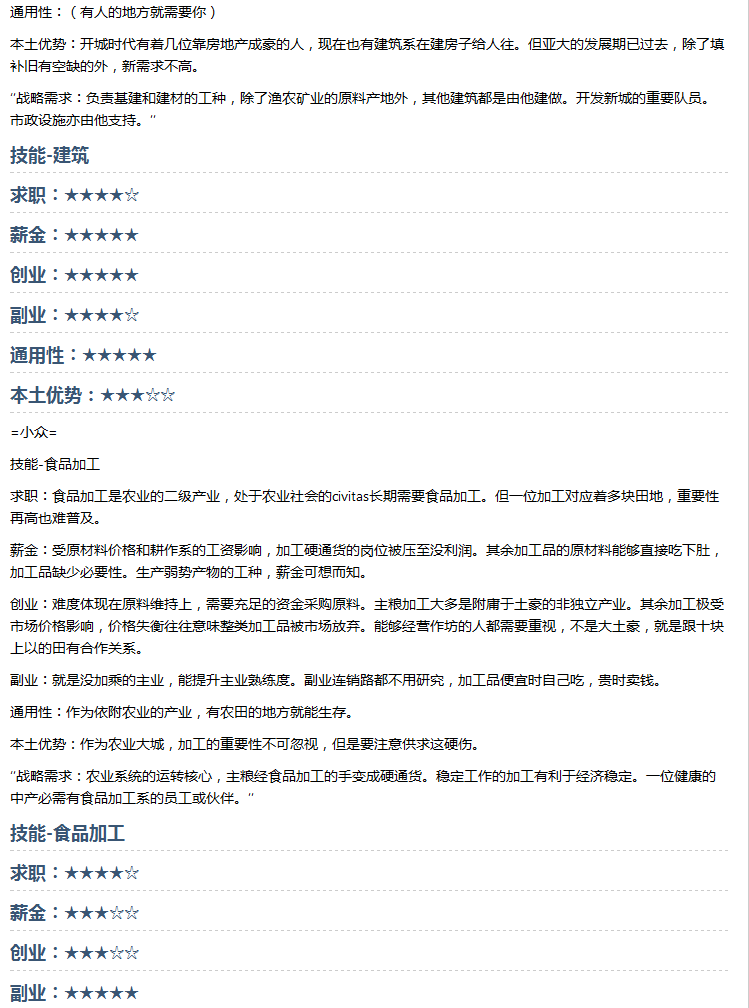 通用性：（有人的地方就需要你）
本土优势：开城时代有着几位靠房地产成豪的人，现在也有建筑系在建房子给人往。但亚大的发展期已过去，除了填
补旧有空缺的外，新需求不高。
“战略需求：负责基建和建材的工种，除了渔农矿业的原料产地外，其他建筑都是由他建做。开发新城的重要队员。
市政设施亦由他支持。”
技能-建筑
求职：★★★★☆
薪金：★★★★★
创业：★★★★★
副业：★★★★☆
通用性：★★★★★
本土优势：★★★☆☆
=小众=
技能-食品加工
求职：食品加工是农业的二级产业，处于农业社会的civitas长期需要食品加工。但一位加工对应着多块田地，重要性
再高也难普及。
薪金：受原材料价格和耕作系的工资影响，加工硬通货的岗位被压至没利润。其余加工品的原材料能够直接吃下肚，
加工品缺少必要性。生产弱势产物的工种，薪金可想而知。
创业：难度体现在原料维持上，需要充足的资金采购原料。主粮加工大多是附庸于土豪的非独立产业。其余加工极受
市场价格影响，价格失衡往往意味整类加工品被市场放弃。能够经营作坊的人都需要重视，不是大土豪，就是跟十块
上以的田有合作关系。
副业：就是没加乘的主业，能提升主业熟练度。副业连销路都不用研究，加工品便宜时自己吃，贵时卖钱。
通用性：作为依附农业的产业，有农田的地方就能生存。
本土优势：作为农业大城，加工的重要性不可忽视，但是要注意供求这硬伤。
“战略需求：农业系统的运转核心，主粮经食品加工的手变成硬通货。稳定工作的加工有利于经济稳定。一位健康的
中产必需有食品加工系的员工或伙伴。”
技能-食品加工
求职：★★★★☆
薪金：★★★☆☆
创业：★★★☆☆
副业：★★★★★